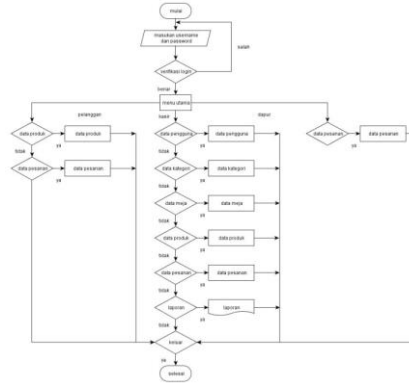 mulai
masukan username
dan password
salah
verifikasi login
benar
menu utama
pelanggan
kasir
dapur
data produk
ya
data produk
data pengguna
ya
data pengguna
data pesanan
ya
data pesanan
tidak
tidak
data pesanan
ya
data pesanan
data kategori
ya
data kategori
tidak
tidak
data meja
ya
data meja
tidak
data produk
ya
data produk
tidak
data pesanan
ya
data pesanan
tidak
laporan
ya
laporan
tidak
keluar
ya
selesai